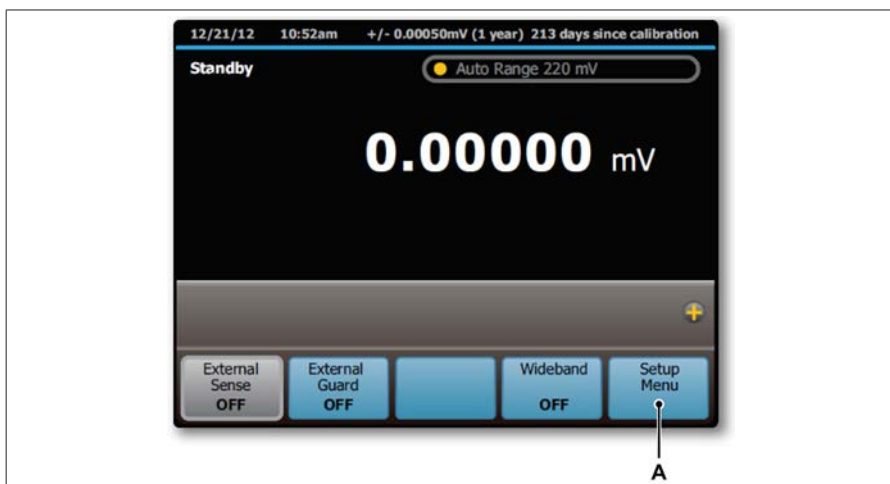 12/21/12 10:52am +/- 0.00050mV (1 year) 213 days since calibration
Standby
Auto Range 220 mV
0.00000 mV
External Sense OFF
External Guard OFF
Wideband OFF
Setup Menu
A